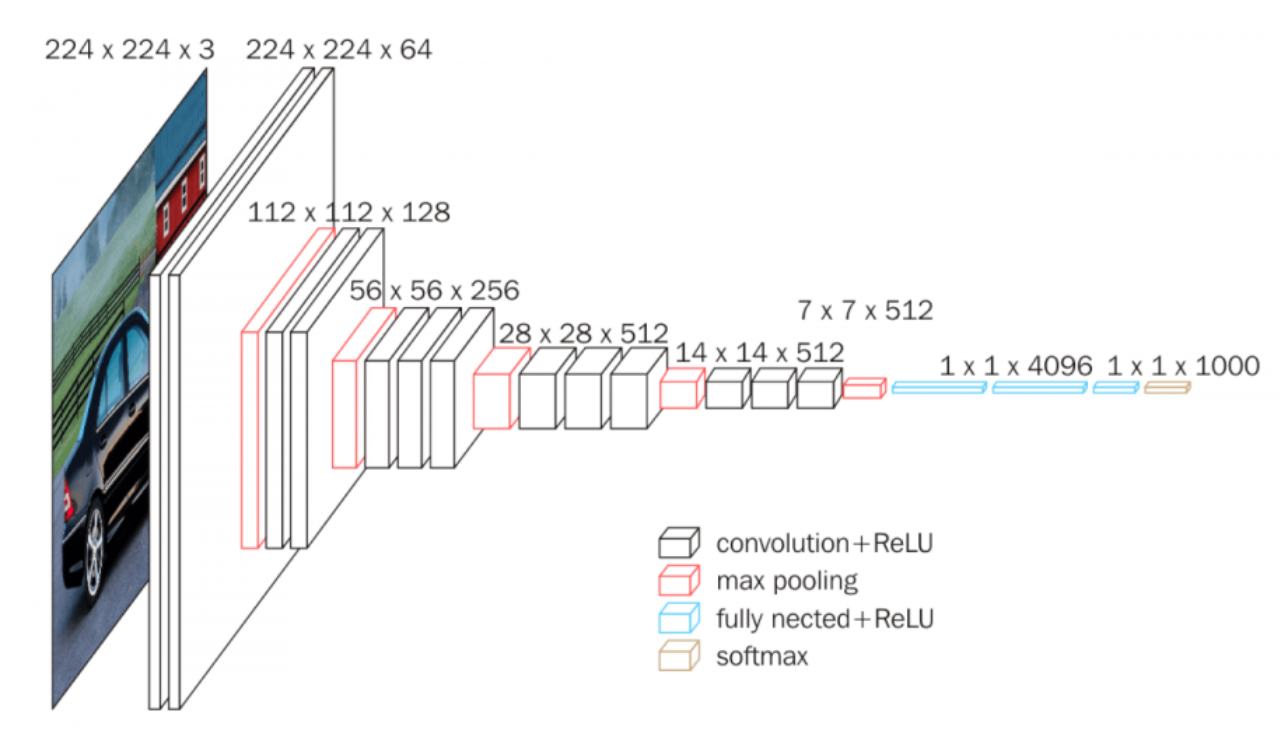 224 x 224 x 3
224 x 224 x 64
112 x 112 x 128
56 x 56 x 256
28 x 28 x 512
14 x 14 x 512
7 x 7 x 512
1 x 1 x 4096
1 x 1 x 1000
convolution+ReLU
max pooling
fully nected+ReLU
softmax